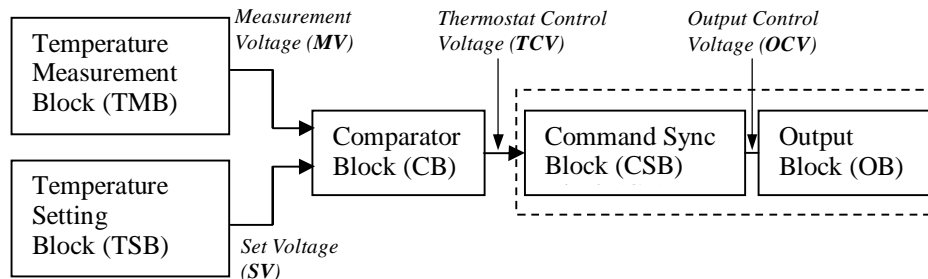 Temperature
Measurement
Block (TMB)
Measurement
Voltage (MV)
Thermostat Control
Voltage (TCV)
Output Control
Voltage (OCV)
Comparator
Block (CB)
Command Sync
Block (CSB)
Output
Block (OB)
Temperature
Setting
Block (TSB)
Set Voltage
(SV)